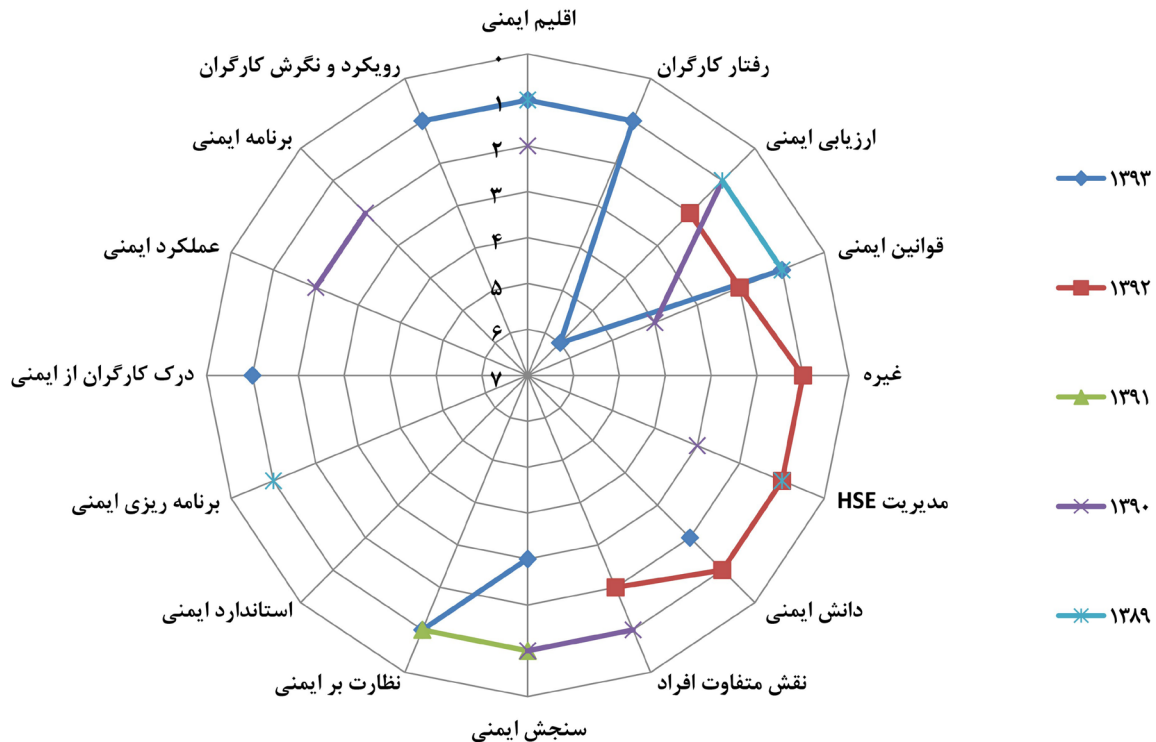 اقلیم ایمنی
رفتار کارگران
ارزیابی ایمنی
قوانین ایمنی
غیره
مدیریت HSE
دانش ایمنی
نقش متفاوت افراد
سنجش ایمنی
نظارت بر ایمنی
استاندارد ایمنی
برنامه ریزی ایمنی
درک کارگران از ایمنی
عملکرد ایمنی
برنامه ایمنی
رویکرد و نگرش کارگران
۰
۱
۲
۳
۴
۵
۶
۷
۱۳۹۳
۱۳۹۲
۱۳۹۱
۱۳۹۰
۱۳۸۹